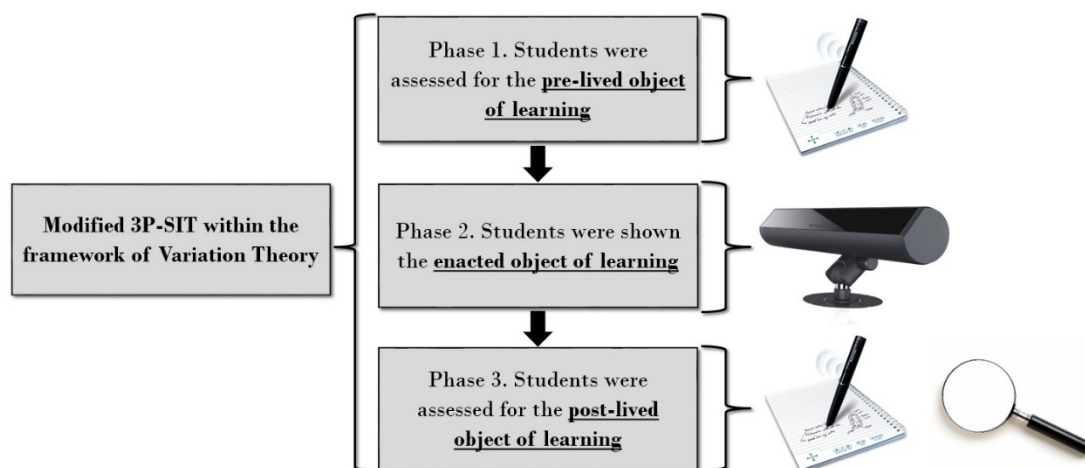 Phase 1. Students were
assessed for the pre-lived object
of learning
Modified 3P-SIT within the
framework of Variation Theory
Phase 2. Students were shown
the enacted object of learning
Phase 3. Students were
assessed for the post-lived
object of learning